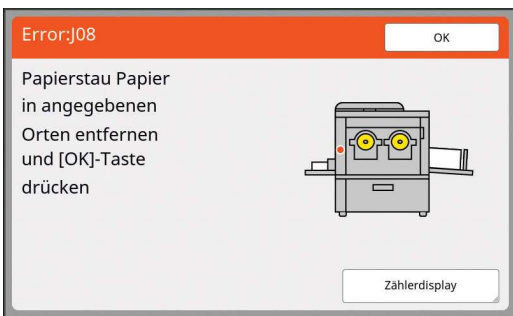 Error:J08
OK
Papierstau Papier
in angegebenen
Orten entfernen
und [OK]-Taste
drücken
Zählerdisplay